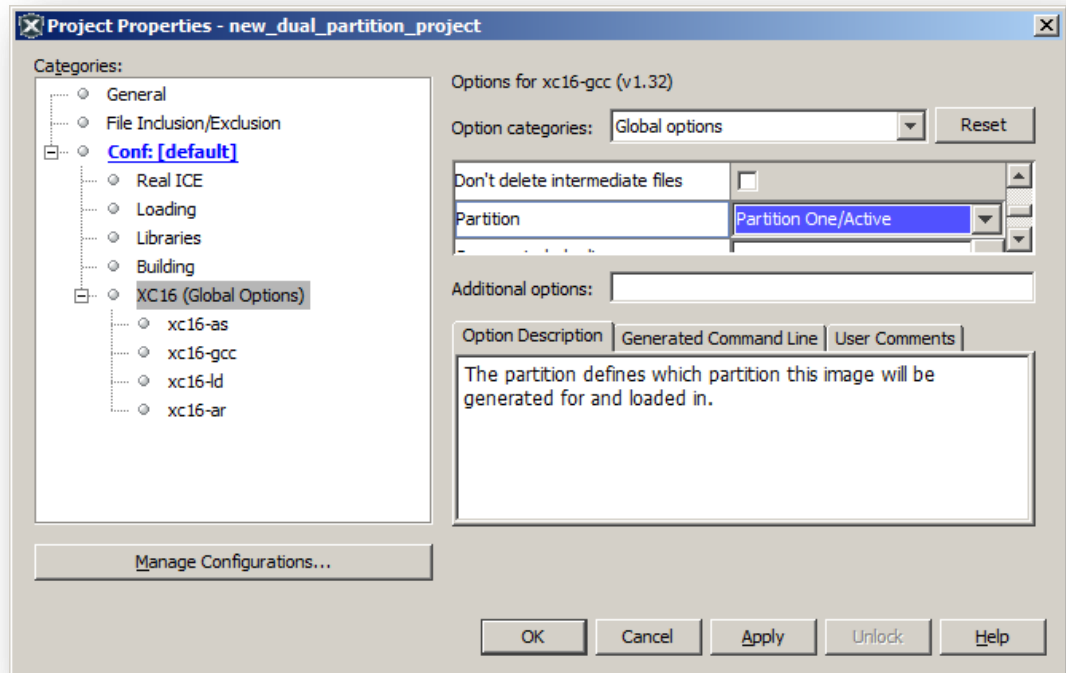 Project Properties - new_dual_partition_project
Categories:
General
File Inclusion/Exclusion
Conf: [default]
Real ICE
Loading
Libraries
Building
XC16 (Global Options)
xc16-as
xc16-gcc
xc16-ld
xc16-ar
Manage Configurations...
Options for xc16-gcc (v1.32)
Option categories: Global options Reset
Don't delete intermediate files
Partition Partition One/Active
Additional options:
Option Description Generated Command Line User Comments
The partition defines which partition this image will be
generated for and loaded in.
OK Cancel Apply Unlock Help